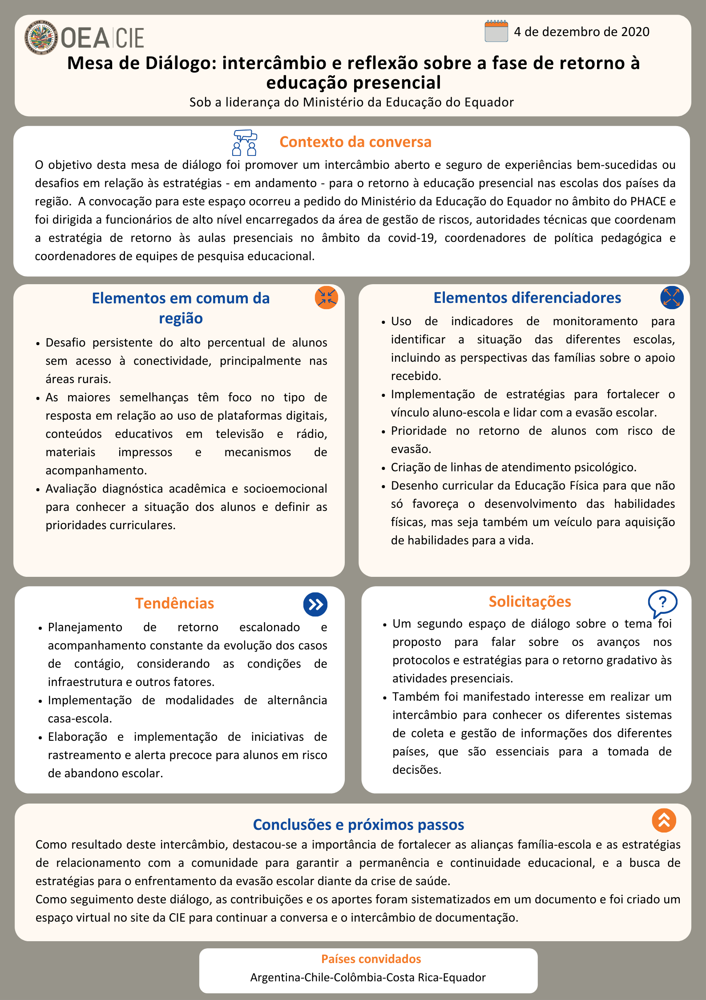 OEA|CIE
4 de dezembro de 2020
Mesa de Diálogo: intercâmbio e reflexão sobre a fase de retorno à
educação presencial
Sob a liderança do Ministério da Educação do Equador
Contexto da conversa
O objetivo desta mesa de diálogo foi promover um intercâmbio aberto e seguro de experiências bem-sucedidas ou
desafios em relação às estratégias - em andamento - para o retorno à educação presencial nas escolas dos países da
região.  A convocação para este espaço ocorreu a pedido do Ministério da Educação do Equador no âmbito do PHACE e
foi dirigida a funcionários de alto nível encarregados da área de gestão de riscos, autoridades técnicas que coordenam
a estratégia de retorno às aulas presenciais no âmbito da covid-19, coordenadores de política pedagógica e
coordenadores de equipes de pesquisa educacional.
Elementos em comum da
região
• Desafio persistente do alto percentual de alunos
sem acesso à conectividade, principalmente nas
áreas rurais.
• As maiores semelhanças têm foco no tipo de
resposta em relação ao uso de plataformas digitais,
conteúdos educativos em televisão e rádio,
materiais impressos e mecanismos de
acompanhamento.
• Avaliação diagnóstica acadêmica e socioemocional
para conhecer a situação dos alunos e definir as
prioridades curriculares.
Elementos diferenciadores
• Uso de indicadores de monitoramento para
identificar a situação das diferentes escolas,
incluindo as perspectivas das famílias sobre o apoio
recebido.
• Implementação de estratégias para fortalecer o
vínculo aluno-escola e lidar com a evasão escolar.
• Prioridade no retorno de alunos com risco de
evasão.
• Criação de linhas de atendimento psicológico.
• Desenho curricular da Educação Física para que não
só favoreça o desenvolvimento das habilidades
físicas, mas seja também um veículo para aquisição
de habilidades para a vida.
Tendências
• Planejamento de retorno escalonado e
acompanhamento constante da evolução dos casos
de contágio, considerando as condições de
infraestrutura e outros fatores.
• Implementação de modalidades de alternância
casa-escola.
• Elaboração e implementação de iniciativas de
rastreamento e alerta precoce para alunos em risco
de abandono escolar.
Solicitações
?
• Um segundo espaço de diálogo sobre o tema foi
proposto para falar sobre os avanços nos
protocolos e estratégias para o retorno gradativo às
atividades presenciais.
• Também foi manifestado interesse em realizar um
intercâmbio para conhecer os diferentes sistemas
de coleta e gestão de informações dos diferentes
países, que são essenciais para a tomada de
decisões.
Conclusões e próximos passos
Como resultado deste intercâmbio, destacou-se a importância de fortalecer as alianças família-escola e as estratégias
de relacionamento com a comunidade para garantir a permanência e continuidade educacional, e a busca de
estratégias para o enfrentamento da evasão escolar diante da crise de saúde.
Como seguimento deste diálogo, as contribuições e os aportes foram sistematizados em um documento e foi criado um
espaço virtual no site da CIE para continuar a conversa e o intercâmbio de documentação.
Países convidados
Argentina-Chile-Colômbia-Costa Rica-Equador